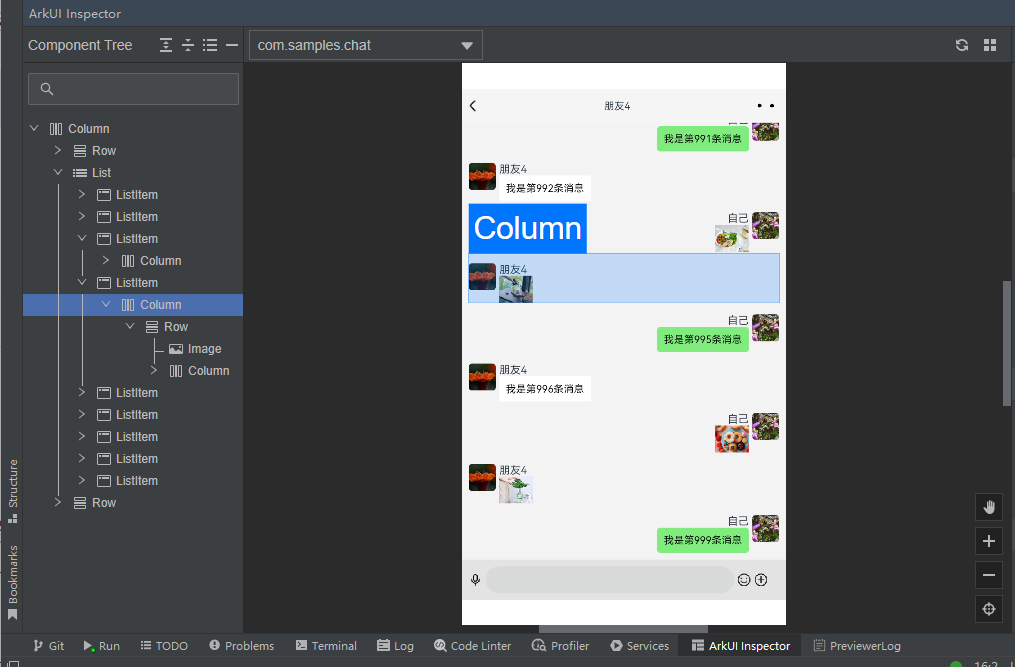 ArkUI Inspector
Component Tree
com.samples.chat
Column
Row
List
ListItem
ListItem
ListItem
Column
ListItem
Column
Row
Image
Column
ListItem
ListItem
ListItem
ListItem
ListItem
Row
朋友4
自己
我是第991条消息
朋友4
我是第992条消息
Column
自己
朋友4
自己
我是第995条消息
朋友4
我是第996条消息
自己
朋友4
自己
我是第999条消息
Structure
Bookmarks
Git
Run
TODO
Problems
Terminal
Log
Code Linter
Profiler
Services
ArkUI Inspector
PreviewerLog
16:2